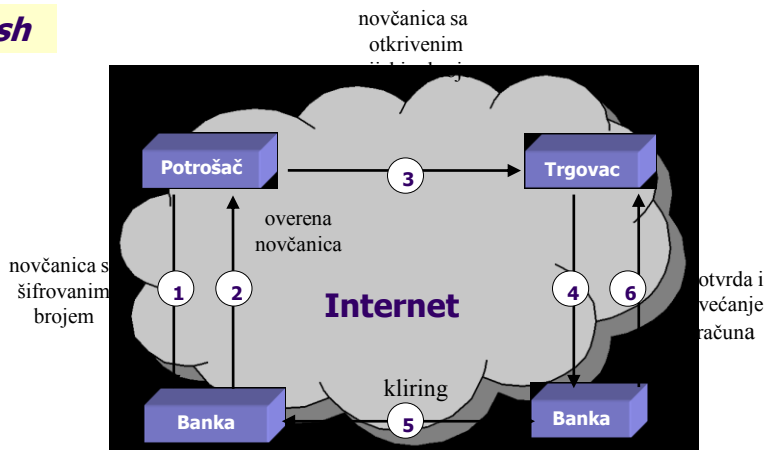 sh
novčanica sa
otkrivenim
Potrošač
3
Trgovac
overena
novčanica
novčanica s
šifrovanim
brojem
1
2
Internet
4
6
otvrda i
većanje
računa
kliring
Banka
5
Banka